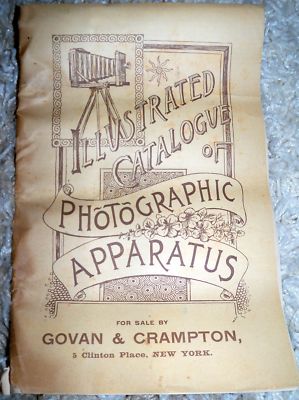 ILLUSTRATED
CATALOGUE
OF
PHOTOGRAPHIC
APPARATUS
FOR SALE BY
GOVAN & CRAMPTON,
5 Clinton Place, NEW YORK.